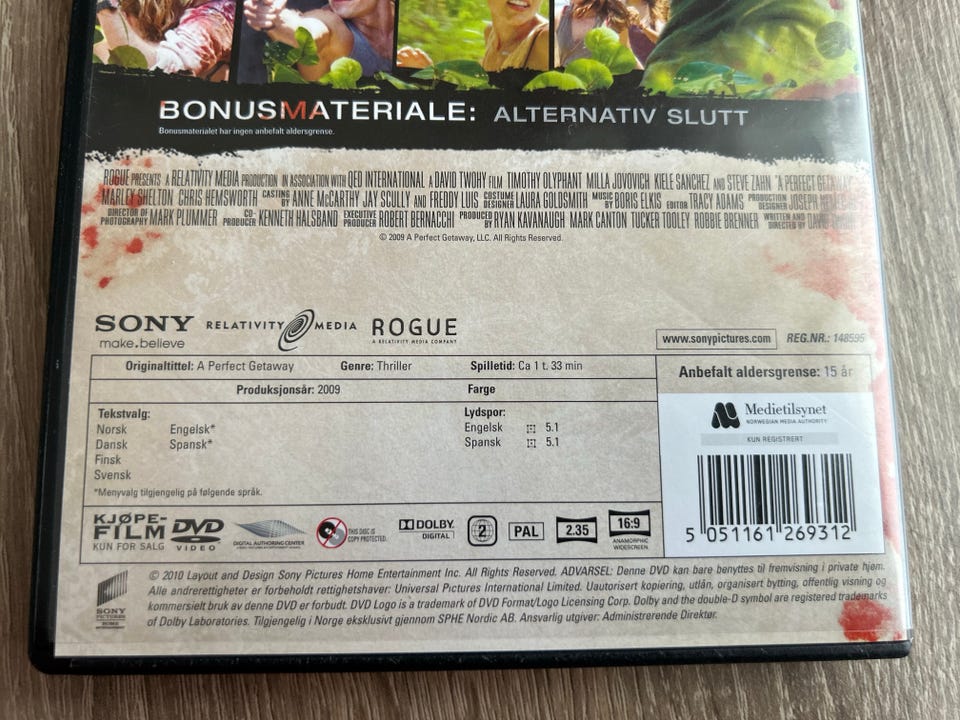 BONUSMATERIALE: ALTERNATIV SLUTT
Bonusmaterialet har ingen anbefalt aldersgrense.
ROGUE PRESENTS A RELATIVITY MEDIA PRODUCTION IN ASSOCIATION WITH QED INTERNATIONAL A DAVID TWOHY FILM TIMOTHY OLYPHANT MILLA JOVOVICH KIELE SANCHEZ AND STEVE ZAHN "A PERFECT GETAWAY"
MARLEY SHELTON CHRIS HEMSWORTH CASTING BY ANNE McCARTHY JAY SCULLY AND FREDDY LUIS COSTUME DESIGNER LAURA GOLDSMITH MUSIC BY BORIS ELKIS EDITOR TRACY ADAMS PRODUCTION DESIGNER JOSEPH
DIRECTOR OF PHOTOGRAPHY MARK PLUMMER CO-PRODUCER KENNETH HALSBAND EXECUTIVE PRODUCER ROBERT BERNACCHI PRODUCED BY RYAN KAVANAUGH MARK CANTON TUCKER TOOLEY ROBBIE BRENNER WRITTEN AND DIRECTED BY DAVID TWOHY
© 2009 A Perfect Getaway, LLC. All Rights Reserved.
SONY
make.believe
RELATIVITY MEDIA
ROGUE
A RELATIVITY MEDIA COMPANY
www.sonypictures.com REG.NR.: 148595
Originaltittel: A Perfect Getaway Genre: Thriller Spilletid: Ca 1 t. 33 min
Anbefalt aldersgrense: 15 år
Produksjonsår: 2009 Farge
Tekstvalg:
Norsk Engelsk*
Dansk Spansk*
Finsk
Svensk
*Menyvalg tilgjengelig på følgende språk.
Lydspor:
Engelsk 5.1
Spansk 5.1
Medietilsynet
NORWEGIAN MEDIA AUTHORITY
KUN REGISTRERT
5 051161 269312
KJØPE-
FILM
KUN FOR SALG
DVD
VIDEO
DIGITAL AUTHORING CENTER
THIS DISC IS
COPY PROTECTED.
DOLBY
DIGITAL
2
PAL
2.35
16:9
ANAMORPHIC
WIDESCREEN
SONY
PICTURES
HOME
© 2010 Layout and Design Sony Pictures Home Entertainment Inc. All Rights Reserved. ADVARSEL: Denne DVD kan bare benyttes til fremvisning i private hjem.
Alle andrerettigheter er forbeholdt rettighetshaver: Universal Pictures International Limited. Uautorisert kopiering, utlån, organisert bytting, offentlig visning og
kommersielt bruk av denne DVD er forbudt. DVD Logo is a trademark of DVD Format/Logo Licensing Corp. Dolby and the double-D symbol are registered trademarks
of Dolby Laboratories. Tilgjengelig i Norge eksklusivt gjennom SPHE Nordic AB. Ansvarlig utgiver: Administrerende Direktør.